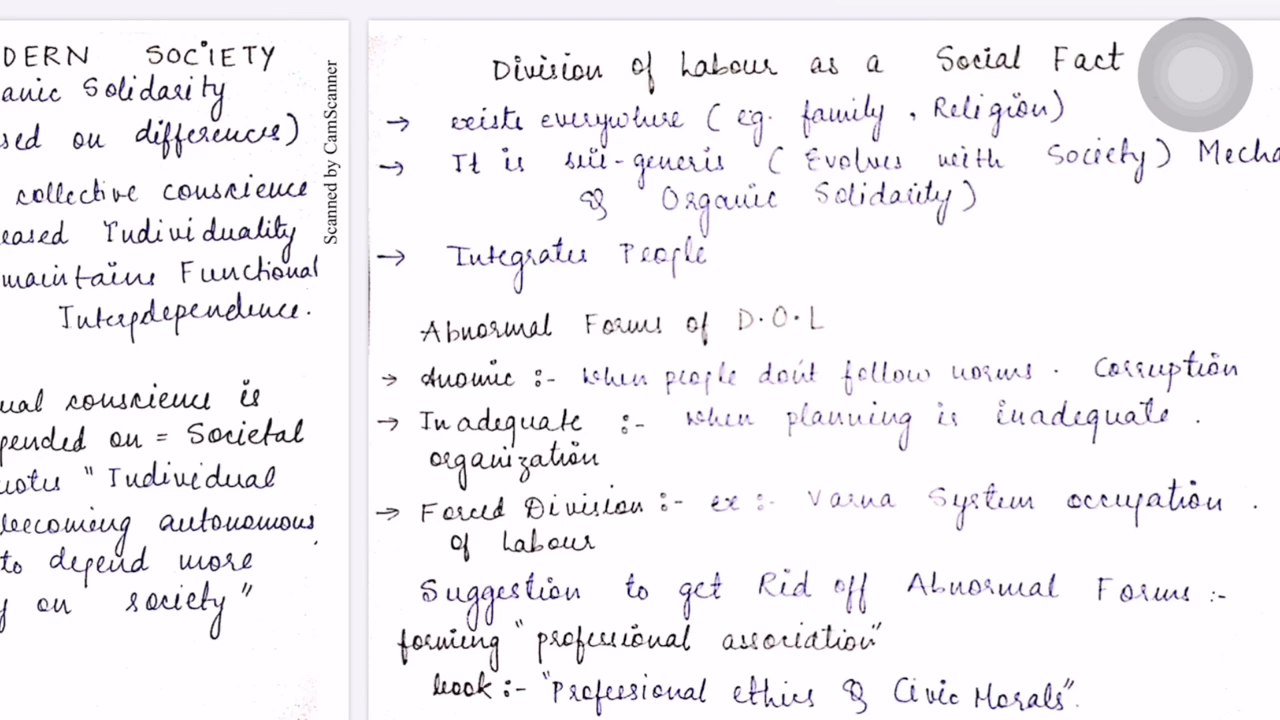 DERN SOCIETY
anic Solidarity
sed on differences)
collective conscience
eased Individuality
maintains Functional
Interpdependence.
ual conscience is
pended on = Societal
uotes " Individual
becoming autonomous
to depend more
y on society"
Scanned by CamScanner
Division of Labour as a Social Fact
→ exists everywhere ( eg. family , Religion)
→ It is sui-generis ( Evolves with Society) Mecha
& Organic Solidarity)
→ Integrates People
Abnormal Forms of D.O.L
→ Anomic :- When people don't follow norms . Corruption
→ Inadequate :- when planning is inadequate .
organization
→ Forced Division :- ex :- Varna System occupation .
of Labour
Suggestion to get Rid off Abnormal Forms :-
forming "professional association"
book :- "Professional ethics & Civic Morals".